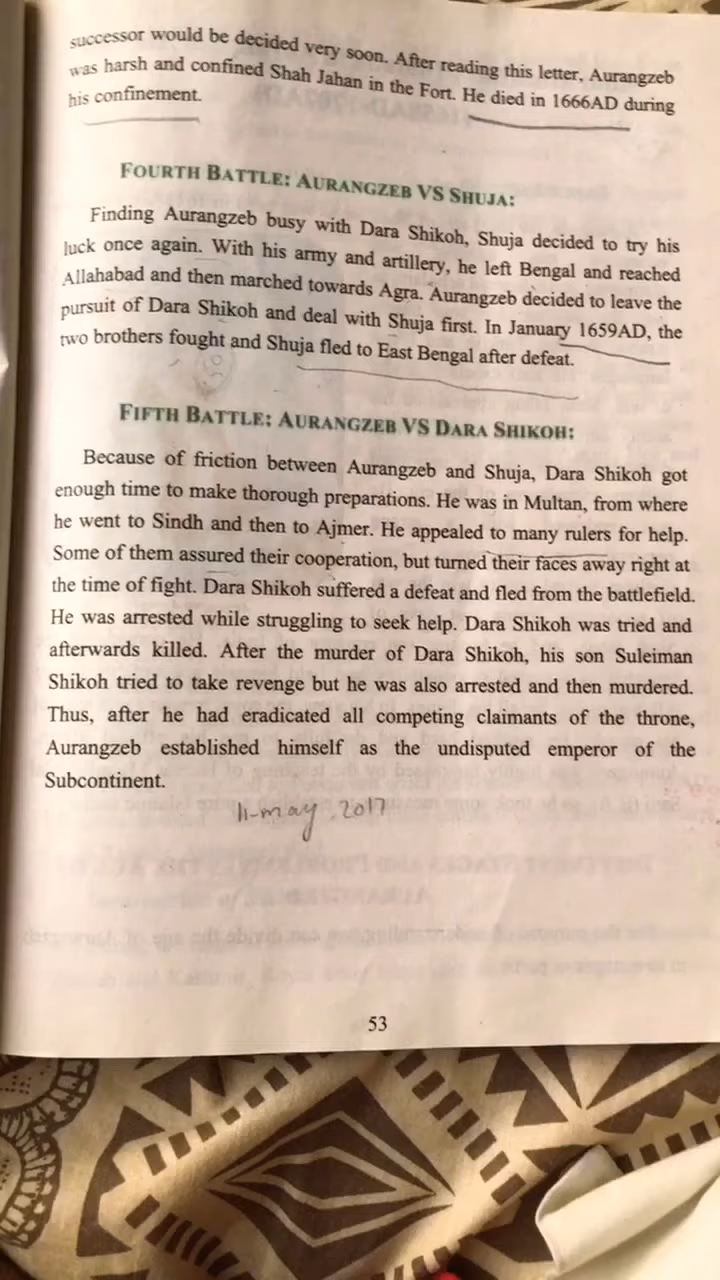 successor would be decided very soon. After reading this letter, Aurangzeb
was harsh and confined Shah Jahan in the Fort. He died in 1666AD during
his confinement.
FOURTH BATTLE: AURANGZEB VS SHUJA:
Finding Aurangzeb busy with Dara Shikoh, Shuja decided to try his
luck once again. With his army and artillery, he left Bengal and reached
Allahabad and then marched towards Agra. Aurangzeb decided to leave the
pursuit of Dara Shikoh and deal with Shuja first. In January 1659AD, the
two brothers fought and Shuja fled to East Bengal after defeat.
FIFTH BATTLE: AURANGZEB VS DARA SHIKOH:
Because of friction between Aurangzeb and Shuja, Dara Shikoh got
enough time to make thorough preparations. He was in Multan, from where
he went to Sindh and then to Ajmer. He appealed to many rulers for help.
Some of them assured their cooperation, but turned their faces away right at
the time of fight. Dara Shikoh suffered a defeat and fled from the battlefield.
He was arrested while struggling to seek help. Dara Shikoh was tried and
afterwards killed. After the murder of Dara Shikoh, his son Suleiman
Shikoh tried to take revenge but he was also arrested and then murdered.
Thus, after he had eradicated all competing claimants of the throne,
Aurangzeb established himself as the undisputed emperor of the
Subcontinent.
11-may, 2017
53